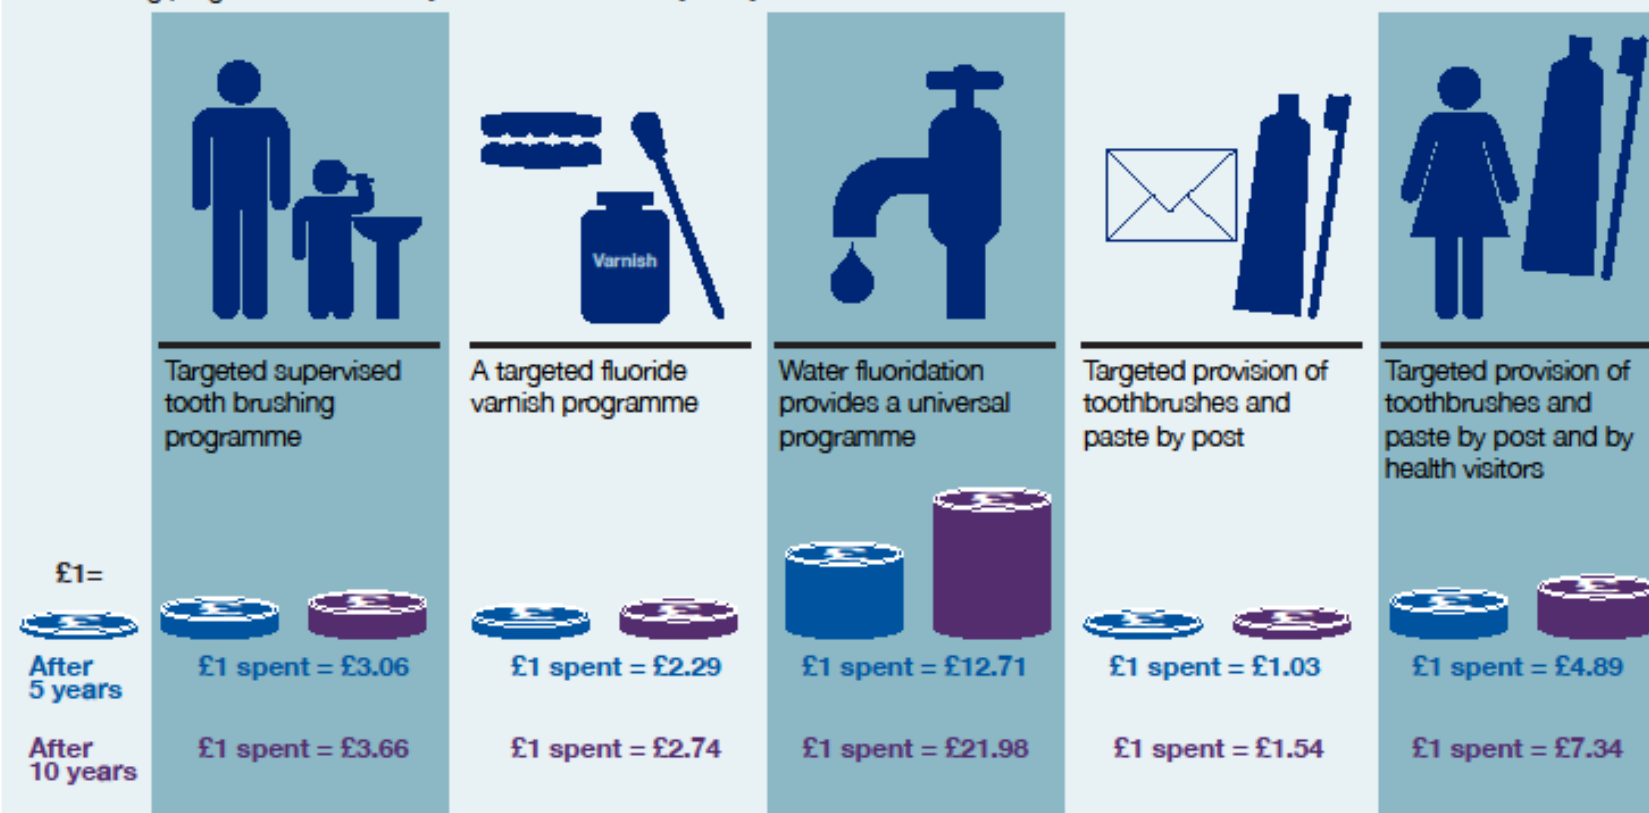 Varnish
Targeted supervised
tooth brushing
programme
A targeted fluoride
varnish programme
Water fluoridation
provides a universal
programme
Targeted provision of
toothbrushes and
paste by post
Targeted provision of
toothbrushes and
paste by post and by
health visitors
£1=
£
£
£
£
£
£
£
£
£
£
£
After
5 years
£1 spent = £3.06
£1 spent = £2.29
£1 spent = £12.71
£1 spent = £1.03
£1 spent = £4.89
After
10 years
£1 spent = £3.66
£1 spent = £2.74
£1 spent = £21.98
£1 spent = £1.54
£1 spent = £7.34